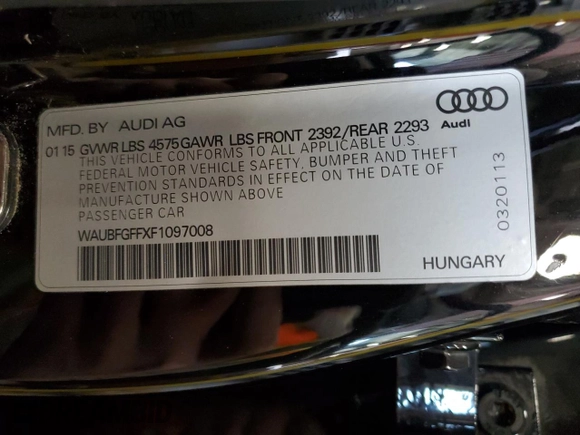 MFD. BY AUDI AG
01 15 GVWR LBS 4575 GAWR LBS FRONT 2392/REAR 2293
THIS VEHICLE CONFORMS TO ALL APPLICABLE U.S.
FEDERAL MOTOR VEHICLE SAFETY, BUMPER AND THEFT
PREVENTION STANDARDS IN EFFECT ON THE DATE OF
MANUFACTURE SHOWN ABOVE
PASSENGER CAR
WAUBFGFFXF1097008
HUNGARY
Audi
0320113